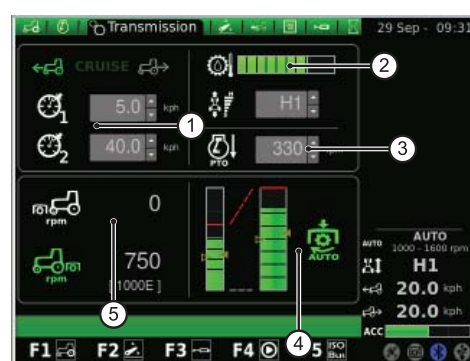 Transmission 29 Sep - 09:31
CRUISE
2
1 5.0 kph H1
1
2 40.0 kph PTO 330 3
rpm 0
rpm 750
[1000E]
AUTO
5 4
AUTO AUTO
1000 - 1600 rpm
H1
20.0 kph
20.0 kph
ACC
F1 F2 F3 F4 5 ISO
Bus